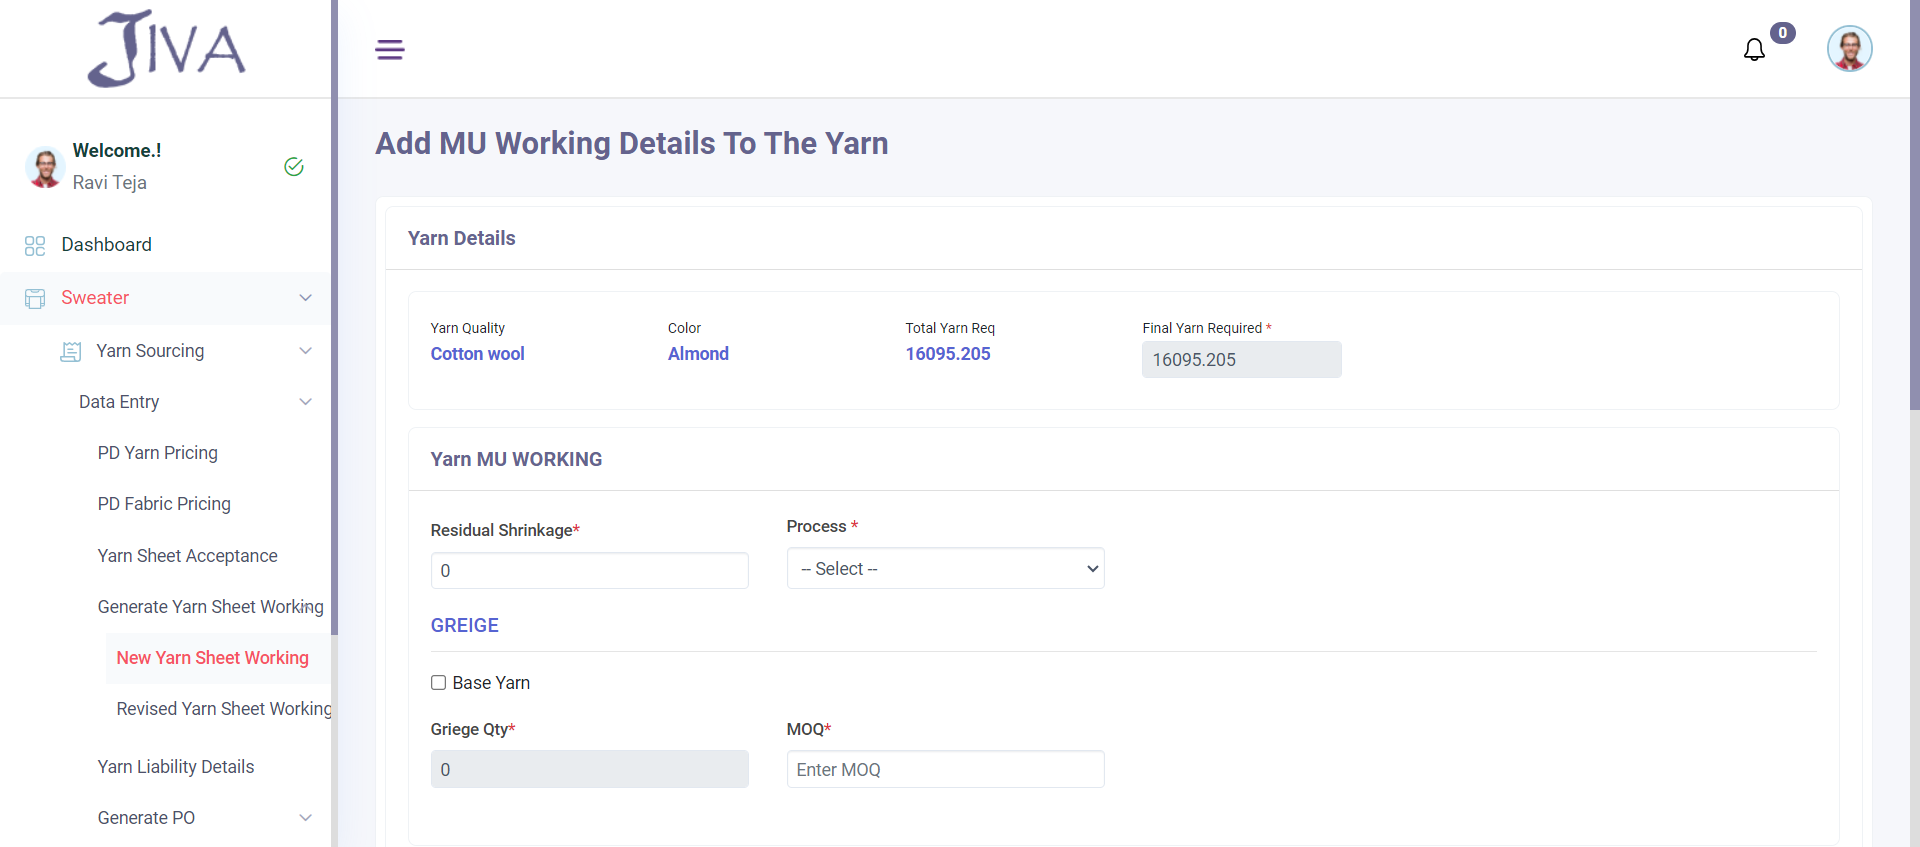 JIVA
0
Welcome.!
Ravi Teja
Dashboard
Sweater
Yarn Sourcing
Data Entry
PD Yarn Pricing
PD Fabric Pricing
Yarn Sheet Acceptance
Generate Yarn Sheet Working
New Yarn Sheet Working
Revised Yarn Sheet Working
Yarn Liability Details
Generate PO
Add MU Working Details To The Yarn
Yarn Details
Yarn Quality Color Total Yarn Req Final Yarn Required *
Cotton wool Almond 16095.205 16095.205
Yarn MU WORKING
Residual Shrinkage* Process *
0 -- Select --
GREIGE
Base Yarn
Griege Qty* MOQ*
0 Enter MOQ